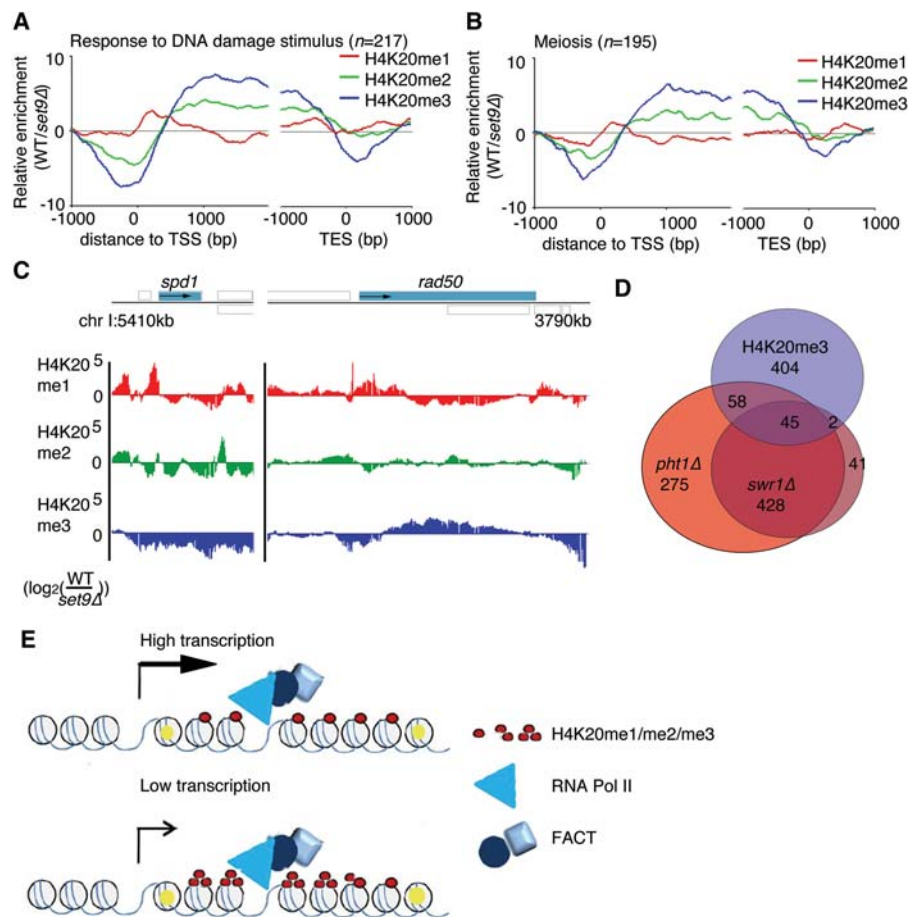 A
Response to DNA damage stimulus (n=217)
H4K20me1
H4K20me2
H4K20me3
Relative enrichment
(WT/set9Δ)
10
0
-10
-1000 0 1000 -1000 0 1000
distance to TSS (bp) TES (bp)
B
Meiosis (n=195)
H4K20me1
H4K20me2
H4K20me3
Relative enrichment
(WT/set9Δ)
10
0
-10
-1000 0 1000 -1000 0 1000
distance to TSS (bp) TES (bp)
C
spd1 rad50
chr I:5410kb 3790kb
H4K20 5
me1 0
H4K20 5
me2 0
H4K20 5
me3 0
(log2(WT
set9Δ))
D
H4K20me3
404
58
45 2
41
pht1Δ
275
swr1Δ
428
E
High transcription
Low transcription
H4K20me1/me2/me3
RNA Pol II
FACT